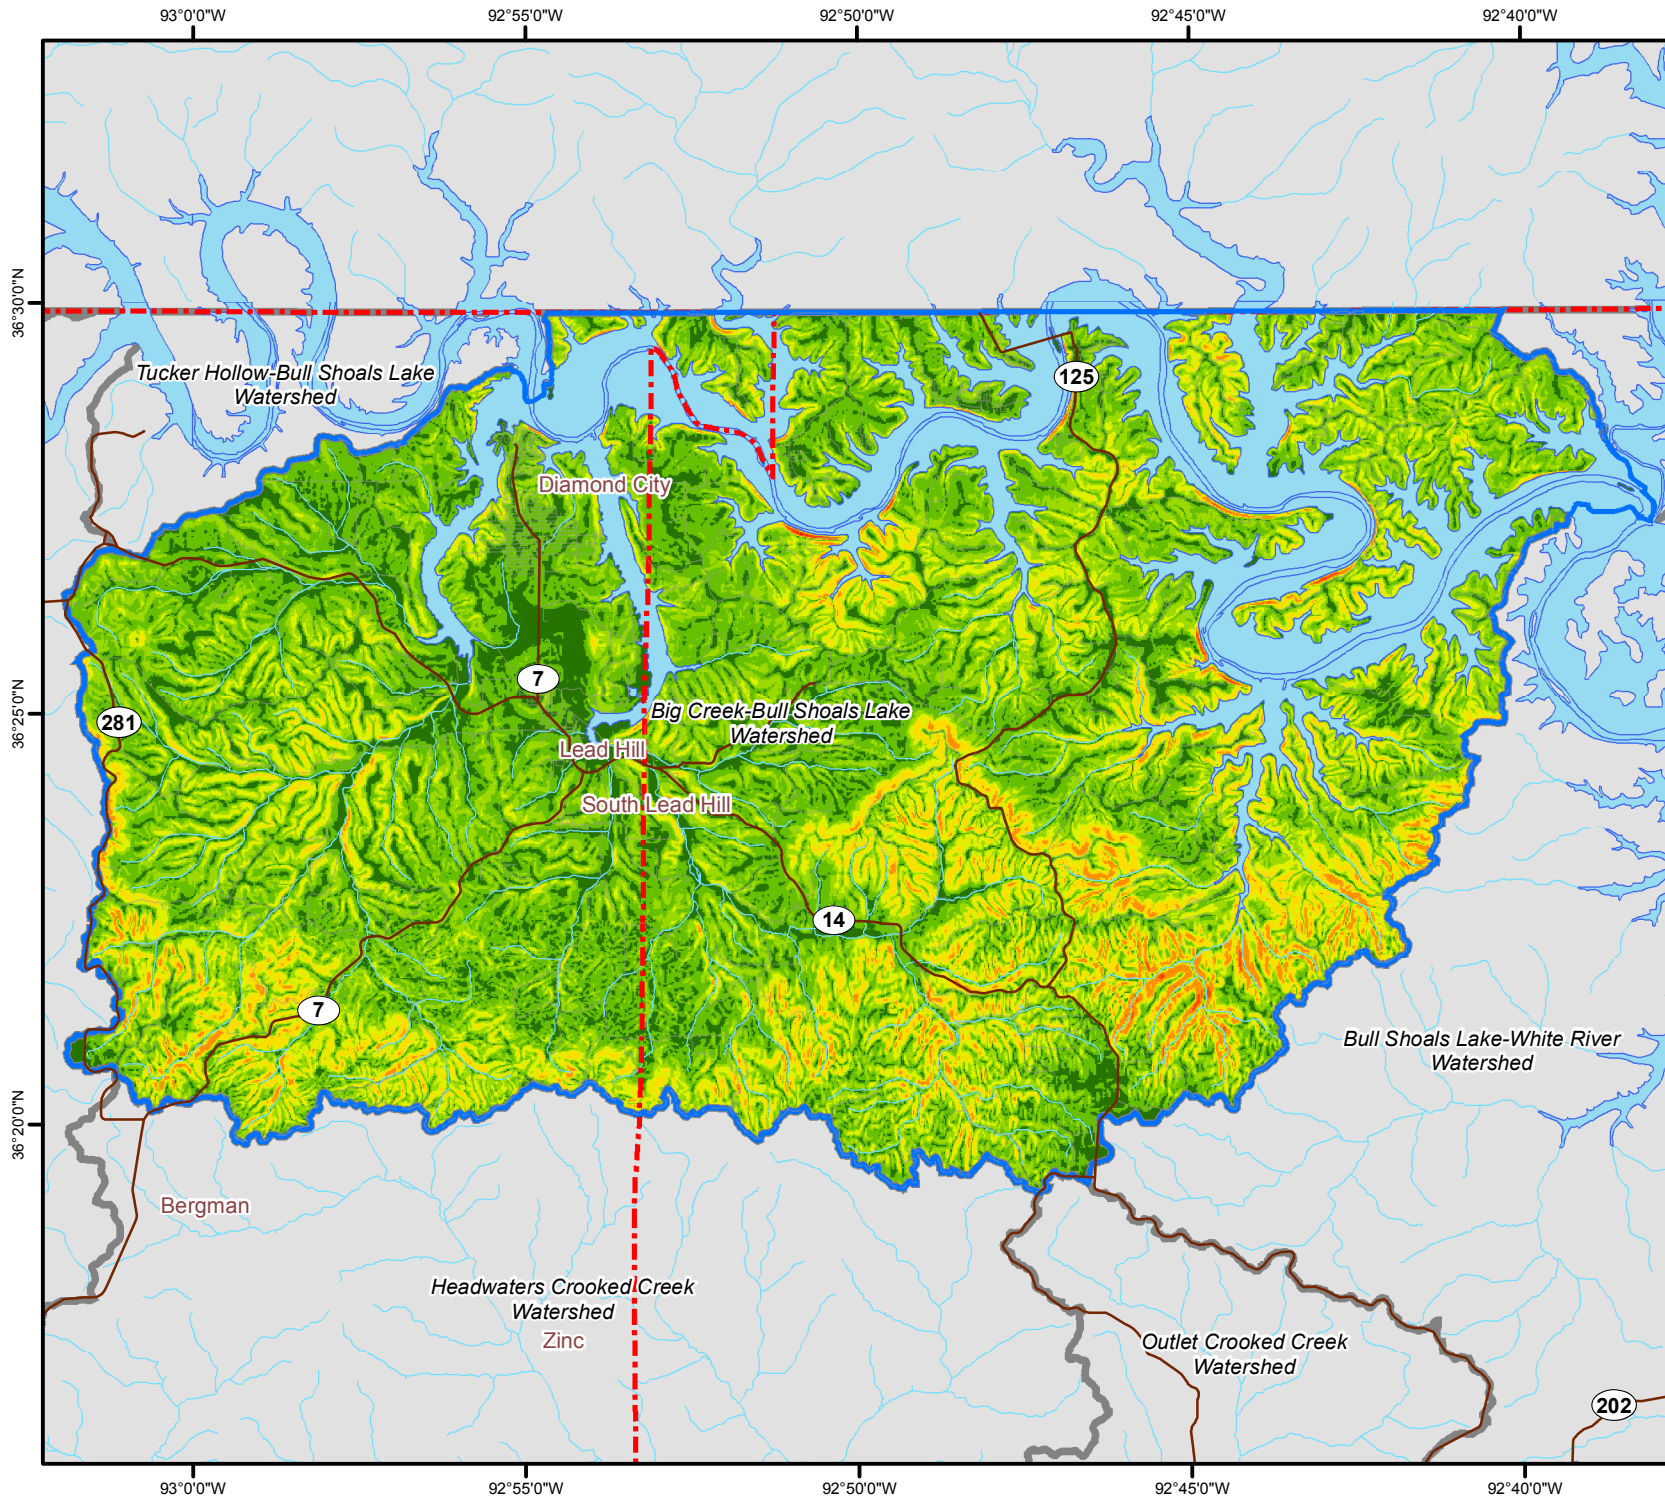 93°0'0"W
92°55'0"W
92°50'0"W
92°45'0"W
92°40'0"W
36°30'0"N
Tucker Hollow-Bull Shoals Lake
Watershed
125
Diamond City
7
281
36°25'0"N
Big Creek-Bull Shoals Lake
Watershed
Lead Hill
South Lead Hill
14
7
Bull Shoals Lake-White River
Watershed
36°20'0"N
Bergman
Headwaters Crooked Creek
Watershed
Zinc
Outlet Crooked Creek
Watershed
202
93°0'0"W
92°55'0"W
92°50'0"W
92°45'0"W
92°40'0"W